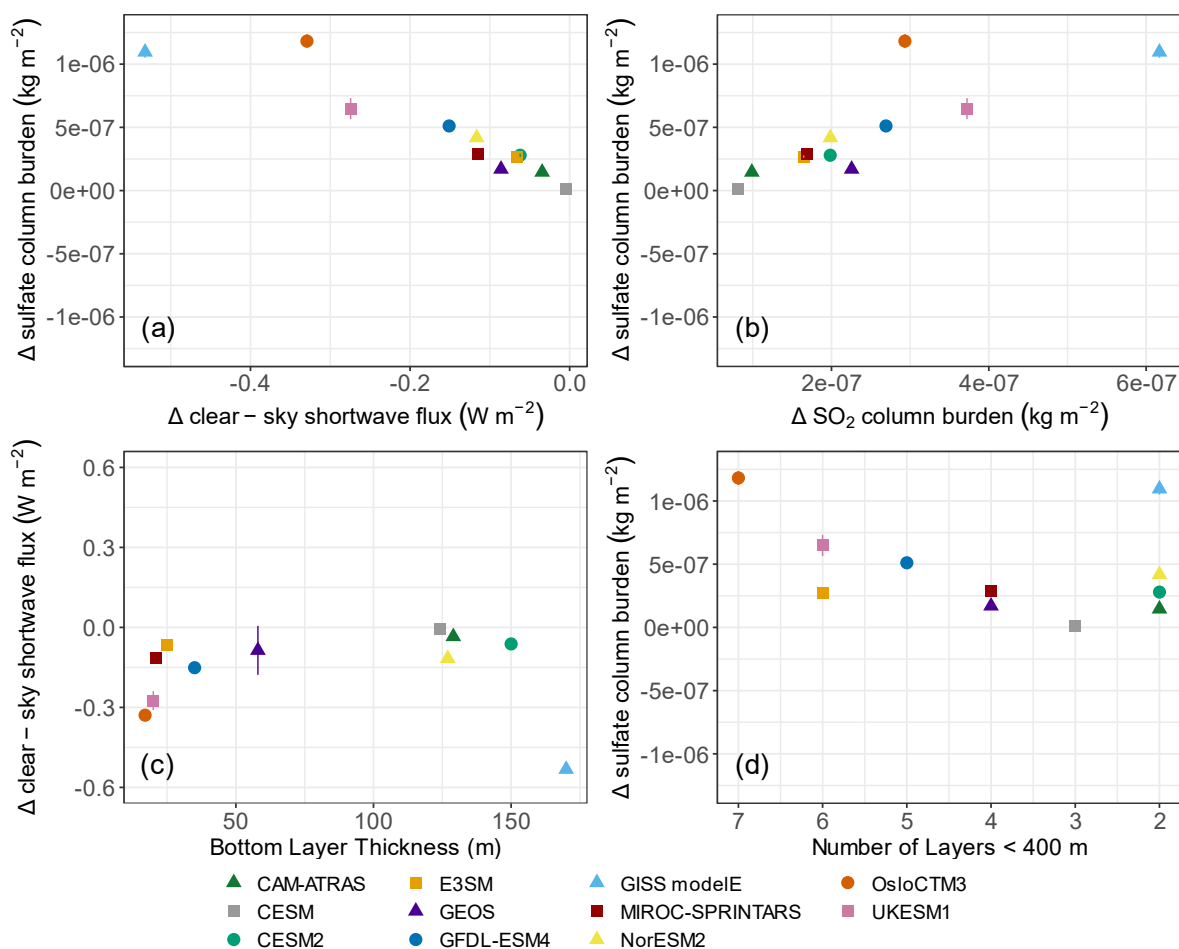 Δ sulfate column burden (kg m⁻²)
1e−06
5e−07
0e+00
-5e−07
-1e−06
(a)
-0.4
-0.2
0.0
Δ clear − sky shortwave flux (W m⁻²)
Δ sulfate column burden (kg m⁻²)
1e−06
5e−07
0e+00
-5e−07
-1e−06
(b)
2e−07
4e−07
6e−07
Δ SO₂ column burden (kg m⁻²)
Δ clear − sky shortwave flux (W m⁻²)
0.6
0.3
0.0
-0.3
-0.6
(c)
50
100
150
Bottom Layer Thickness (m)
Δ sulfate column burden (kg m⁻²)
1e−06
5e−07
0e+00
-5e−07
-1e−06
(d)
7
6
5
4
3
2
Number of Layers < 400 m
CAM-ATRAS
E3SM
GISS modelE
OsloCTM3
CESM
GEOS
MIROC-SPRINTARS
UKESM1
CESM2
GFDL-ESM4
NorESM2